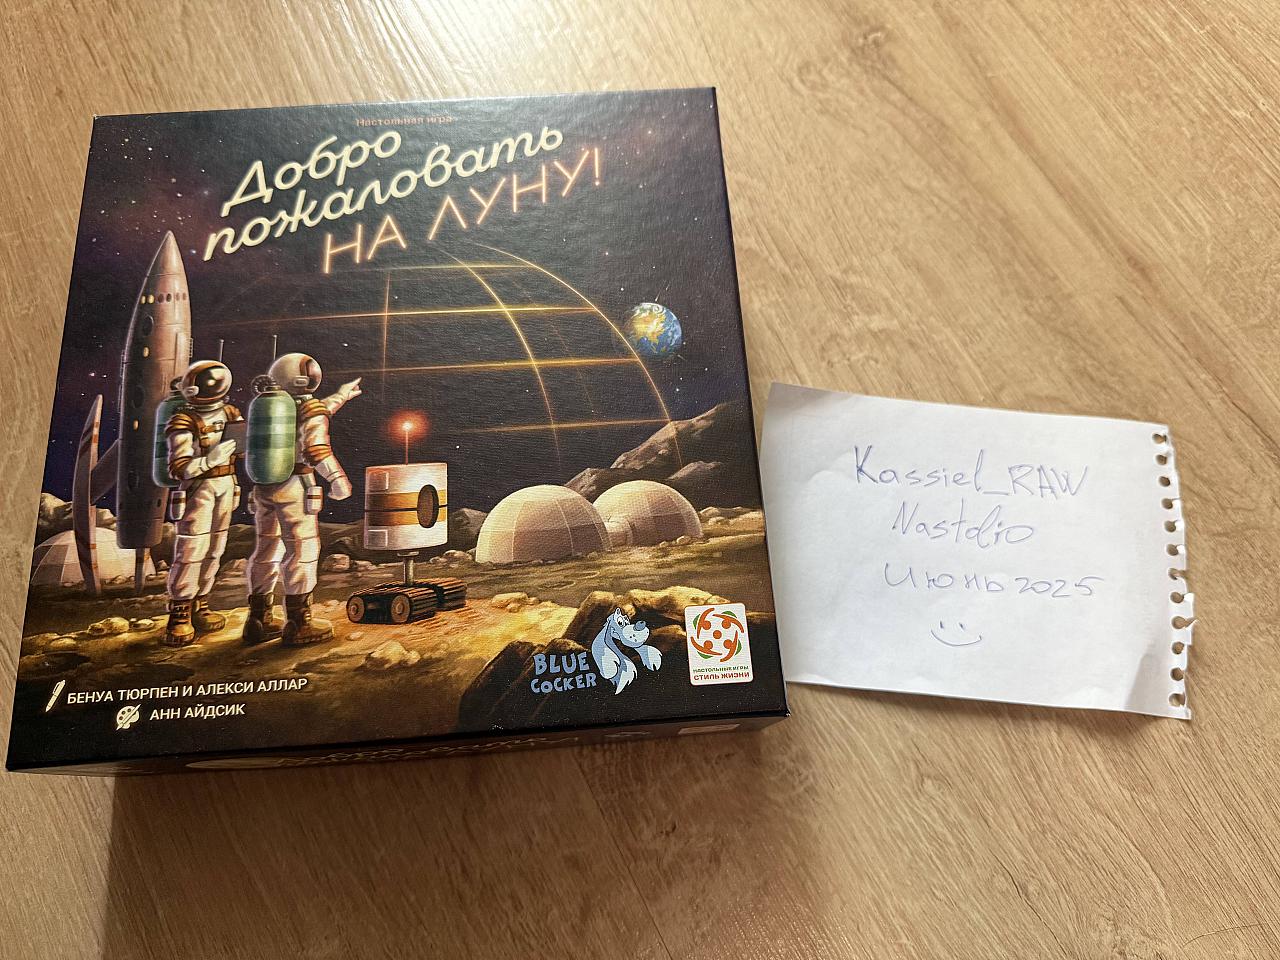 Настольная игра
Добро
пожаловать
НА ЛУНУ!
БЕНУА ТЮРПЕН И АЛЕКСИ АЛЛАР
АНН АЙДСИК
BLUE
COCKER
НАСТОЛЬНЫЕ ИГРЫ
СТИЛЬ ЖИЗНИ
Kassiel_RAW
Nastolio
Июнь 2025